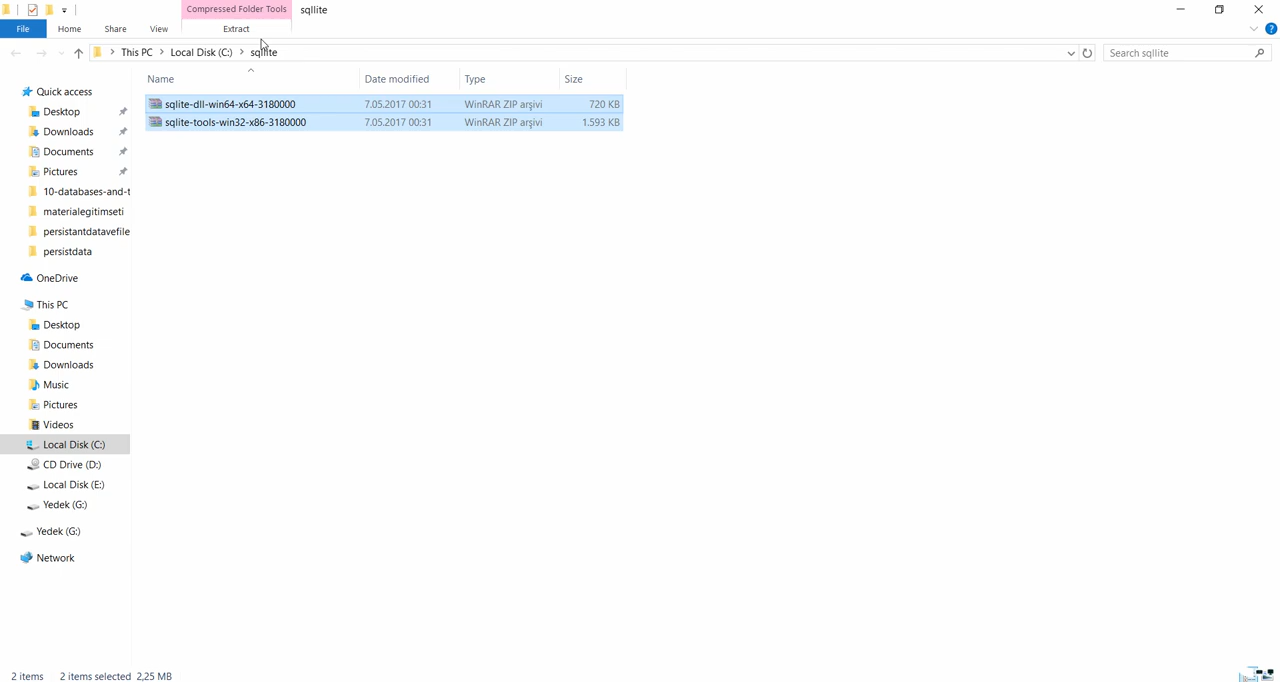 Compressed Folder Tools sqllite
File Home Share View Extract
This PC Local Disk (C:) sqllite Search sqllite
Name Date modified Type Size
sqlite-dll-win64-x64-3180000 7.05.2017 00:31 WinRAR ZIP arşivi 720 KB
sqlite-tools-win32-x86-3180000 7.05.2017 00:31 WinRAR ZIP arşivi 1.593 KB
Quick access
Desktop
Downloads
Documents
Pictures
10-databases-and-t
materialegitimseti
persistantdatavefile
persistdata
OneDrive
This PC
Desktop
Documents
Downloads
Music
Pictures
Videos
Local Disk (C:)
CD Drive (D:)
Local Disk (E:)
Yedek (G:)
Yedek (G:)
Network
2 items 2 items selected 2,25 MB